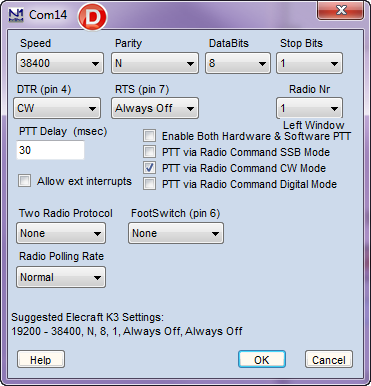 N1 Com14 D
Speed Parity DataBits Stop Bits
38400 N 8 1
DTR (pin 4) RTS (pin 7) Radio Nr
CW Always Off 1
Left Window
PTT Delay (msec) Enable Both Hardware & Software PTT
30 PTT via Radio Command SSB Mode
PTT via Radio Command CW Mode
Allow ext interrupts PTT via Radio Command Digital Mode
Two Radio Protocol FootSwitch (pin 6)
None None
Radio Polling Rate
Normal
Suggested Elecraft K3 Settings:
19200 - 38400, N, 8, 1, Always Off, Always Off
Help OK Cancel